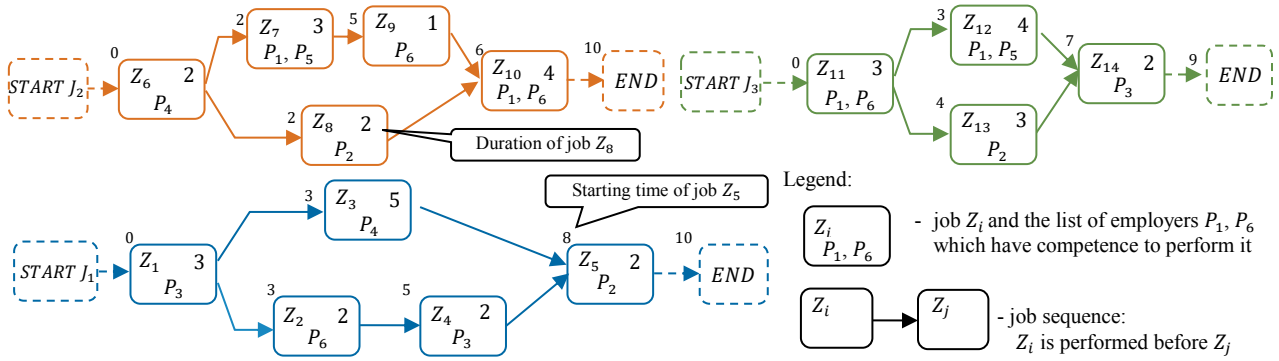 START J₂
0
Z₆ 2
P₄
2
Z₇ 3
P₁, P₅
5
Z₉ 1
P₆
2
Z₈ 2
P₂
6
Z₁₀ 4
P₁, P₆
10
END
Duration of job Z₈
START J₃
0
Z₁₁ 3
P₁, P₆
3
Z₁₂ 4
P₁, P₅
4
Z₁₃ 3
P₂
7
Z₁₄ 2
P₃
9
END
START J₁
0
Z₁ 3
P₃
3
Z₃ 5
P₄
3
Z₂ 2
P₆
5
Z₄ 2
P₃
Starting time of job Z₅
8
Z₅ 2
P₂
10
END
Legend:
Zᵢ
P₁, P₆
- job Zᵢ and the list of employers P₁, P₆
which have competence to perform it
Zᵢ
Zⱼ
- job sequence:
Zᵢ is performed before Zⱼ